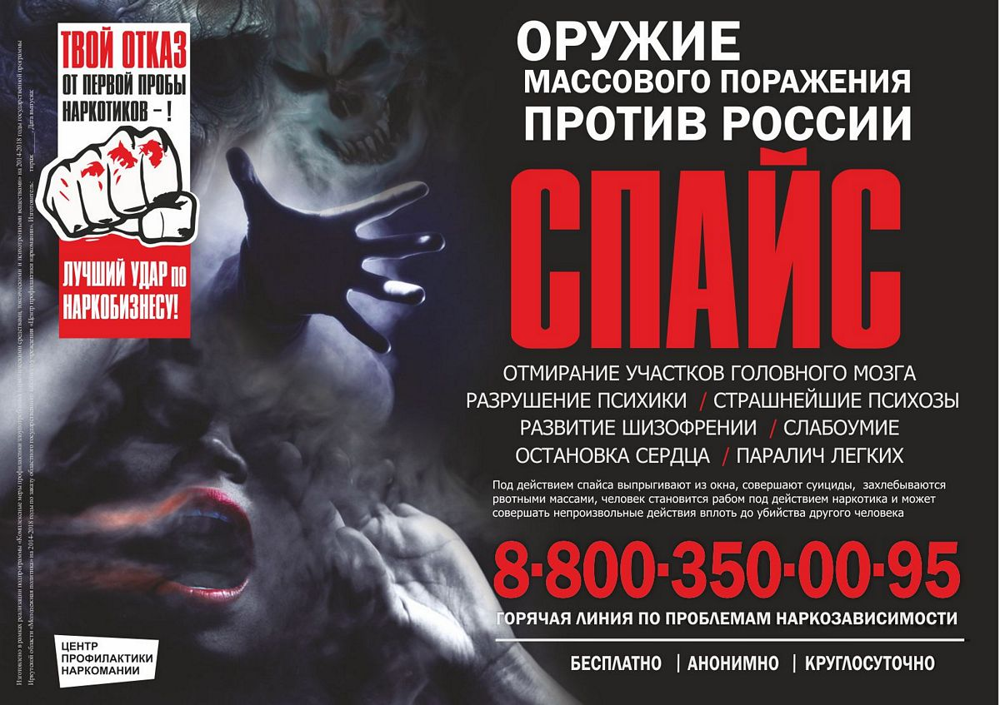 ТВОЙ ОТКАЗ
ОТ ПЕРВОЙ ПРОБЫ
НАРКОТИКОВ – !
ЛУЧШИЙ УДАР ПО
НАРКОБИЗНЕСУ!
ОРУЖИЕ
МАССОВОГО ПОРАЖЕНИЯ
ПРОТИВ РОССИИ
СПАЙС
ОТМИРАНИЕ УЧАСТКОВ ГОЛОВНОГО МОЗГА
РАЗРУШЕНИЕ ПСИХИКИ / СТРАШНЕЙШИЕ ПСИХОЗЫ
РАЗВИТИЕ ШИЗОФРЕНИИ / СЛАБОУМИЕ
ОСТАНОВКА СЕРДЦА / ПАРАЛИЧ ЛЕГКИХ
Под действием спайса выпрыгивают из окна, совершают суициды, захлебываются
рвотными массами, человек становится рабом под действием наркотика и может
совершать непроизвольные действия вплоть до убийства другого человека
8-800-350-00-95
ГОРЯЧАЯ ЛИНИЯ ПО ПРОБЛЕМАМ НАРКОЗАВИСИМОСТИ
БЕСПЛАТНО | АНОНИМНО | КРУГЛОСУТОЧНО
ЦЕНТР
ПРОФИЛАКТИКИ
НАРКОМАНИИ
Изготовлено в рамках реализации подпрограммы «Комплексные меры профилактики злоупотребления наркотическими средствами, токсическими и психотропными веществами» на 2014-2018 годы государственной программы
Иркутской области «Молодежная политика» на 2014-2018 годы по заказу областного государственного казенного учреждения «Центр профилактики наркомании». Изготовитель: тираж ______, Дата выпуска: